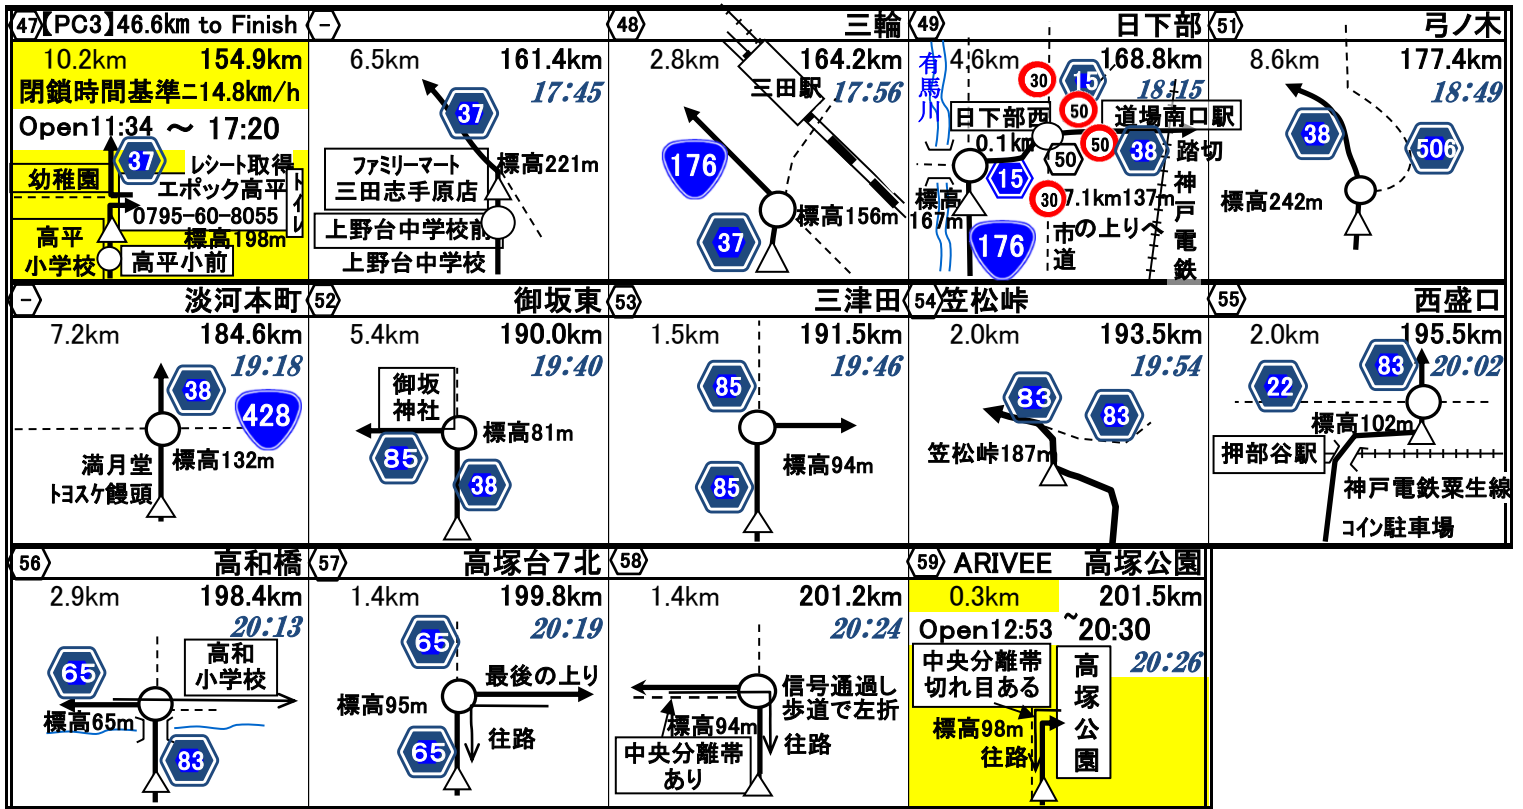 47 【PC3】46.6km to Finish
10.2km 154.9km
閉鎖時間基準ﾆ14.8km/h
Open11:34 ～ 17:20
37
レシート取得
幼稚園
エポック高平
トイレ
0795-60-8055
高平
小学校
標高198m
高平小前
-
6.5km 161.4km
17:45
37
ファミリーマート
三田志手原店
標高221m
上野台中学校前
上野台中学校
48 三輪
2.8km 164.2km
17:56
三田駅
176
標高156m
37
49 日下部
4.6km 168.8km
18:15
有馬川
30
15
50
日下部西
道場南口駅
0.1km
50
50
38
踏切
15
標高
167m
30
7.1km137m
の上りへ
176
市道
神戸電鉄
51 弓ノ木
8.6km 177.4km
18:49
38
506
標高242m
- 淡河本町
7.2km 184.6km
19:18
38
428
標高132m
満月堂
トヨスケ饅頭
52 御坂東
5.4km 190.0km
19:40
御坂
神社
標高81m
85
38
53 三津田
1.5km 191.5km
19:46
85
標高94m
85
54 笠松峠
2.0km 193.5km
19:54
83
83
笠松峠187m
55 西盛口
2.0km 195.5km
20:02
83
22
標高102m
押部谷駅
神戸電鉄粟生線
コイン駐車場
56 高和橋
2.9km 198.4km
20:13
高和
小学校
65
標高65m
83
57 高塚台7北
1.4km 199.8km
20:19
65
最後の上り
標高95m
往路
65
58
1.4km 201.2km
20:24
信号通過し
歩道で左折
標高94m
往路
中央分離帯
あり
59 ARIVEE 高塚公園
0.3km 201.5km
Open12:53 ~20:30
20:26
中央分離帯
切れ目ある
高塚公園
標高98m
往路